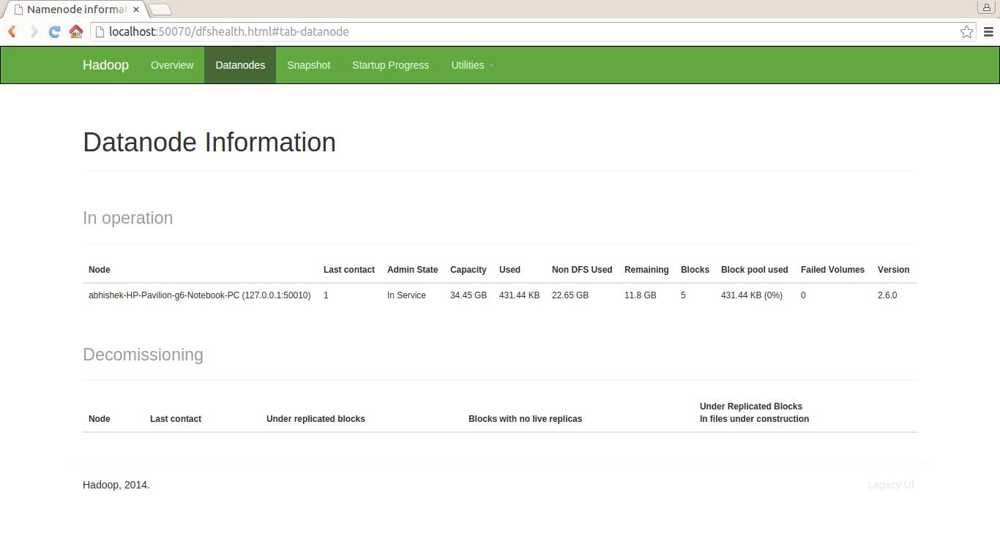 Namenode informat
localhost:50070/dfshealth.html#tab-datanode
Hadoop Overview Datanodes Snapshot Startup Progress Utilities
Datanode Information
In operation
Node Last contact Admin State Capacity Used Non DFS Used Remaining Blocks Block pool used Failed Volumes Version
abhishek-HP-Pavilion-g6-Notebook-PC (127.0.0.1:50010) 1 In Service 34.45 GB 431.44 KB 22.65 GB 11.8 GB 5 431.44 KB (0%) 0 2.6.0
Decomissioning
Node Last contact Under replicated blocks Blocks with no live replicas Under Replicated Blocks
In files under construction
Hadoop, 2014. Legacy UI